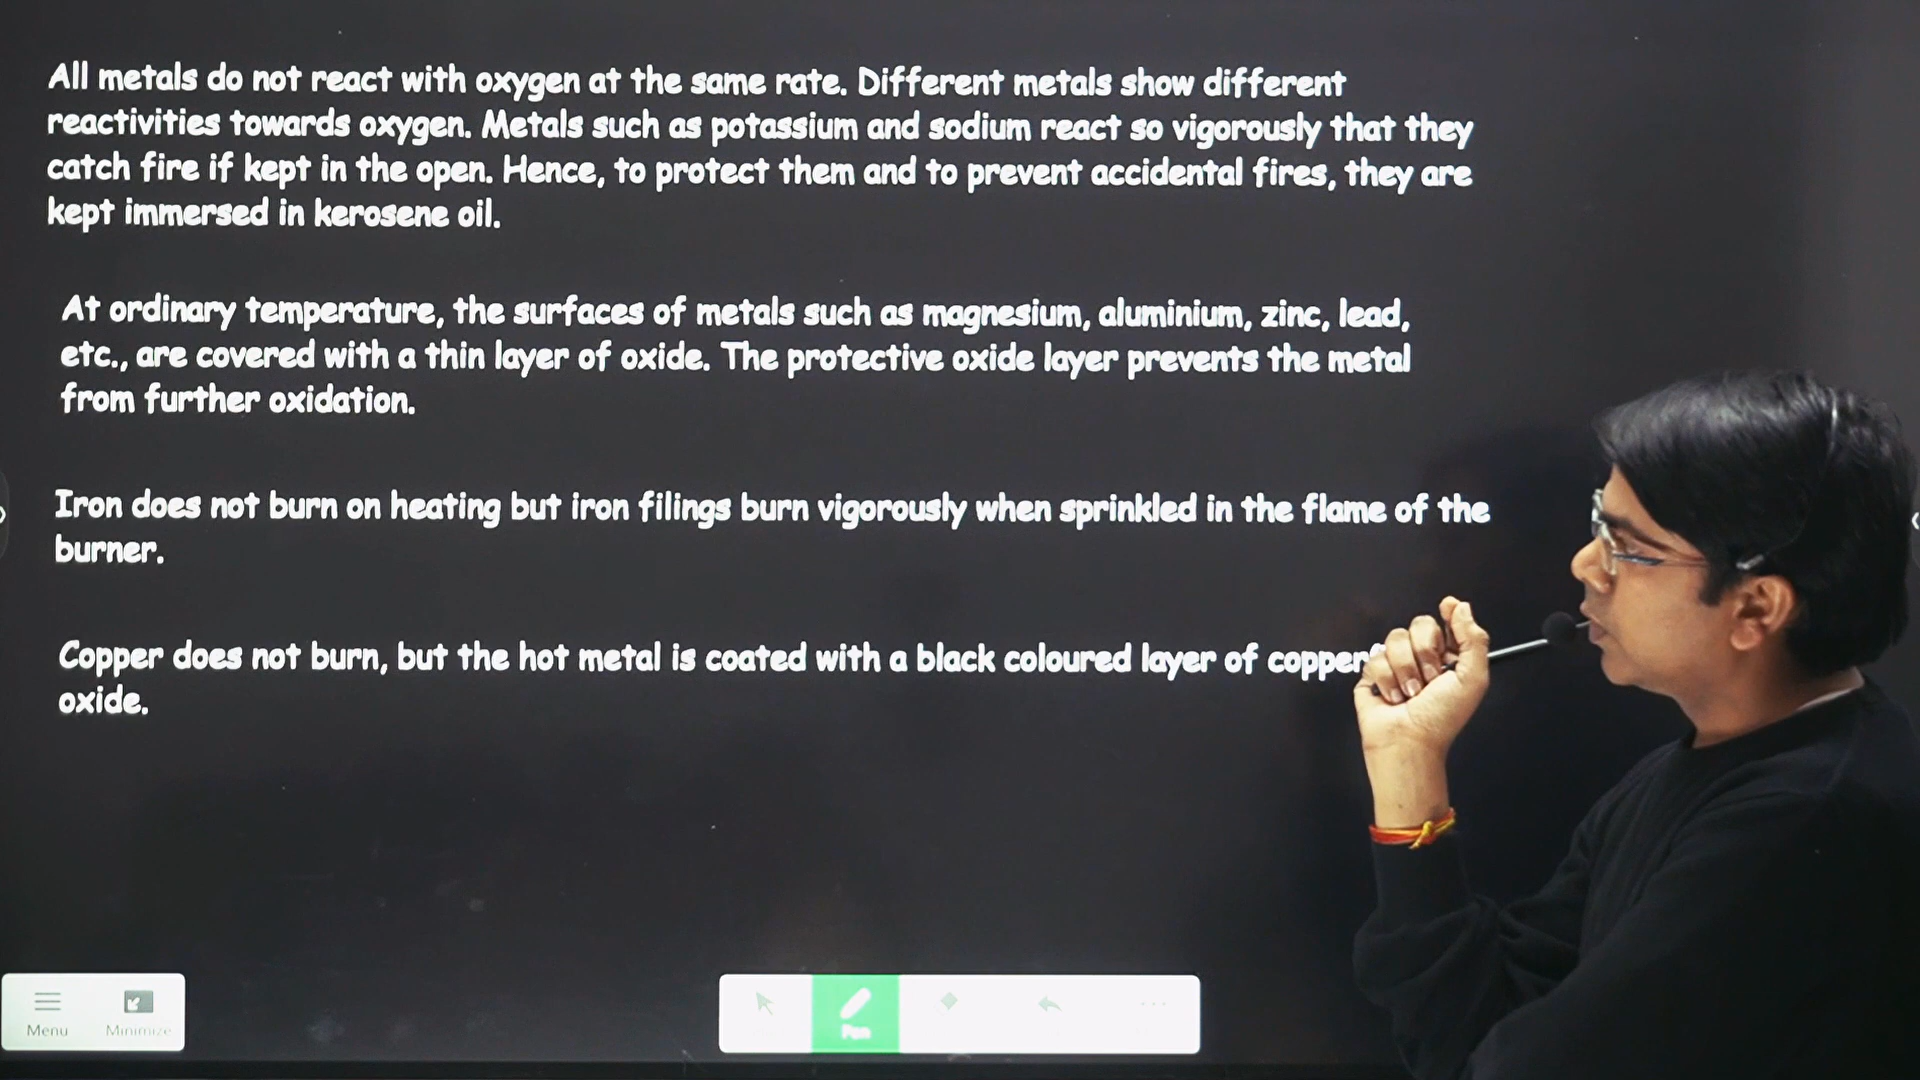 All metals do not react with oxygen at the same rate. Different metals show different
reactivities towards oxygen. Metals such as potassium and sodium react so vigorously that they
catch fire if kept in the open. Hence, to protect them and to prevent accidental fires, they are
kept immersed in kerosene oil.
At ordinary temperature, the surfaces of metals such as magnesium, aluminium, zinc, lead,
etc., are covered with a thin layer of oxide. The protective oxide layer prevents the metal
from further oxidation.
Iron does not burn on heating but iron filings burn vigorously when sprinkled in the flame of the
burner.
Copper does not burn, but the hot metal is coated with a black coloured layer of copper
oxide.
Menu
Minimize
Pen